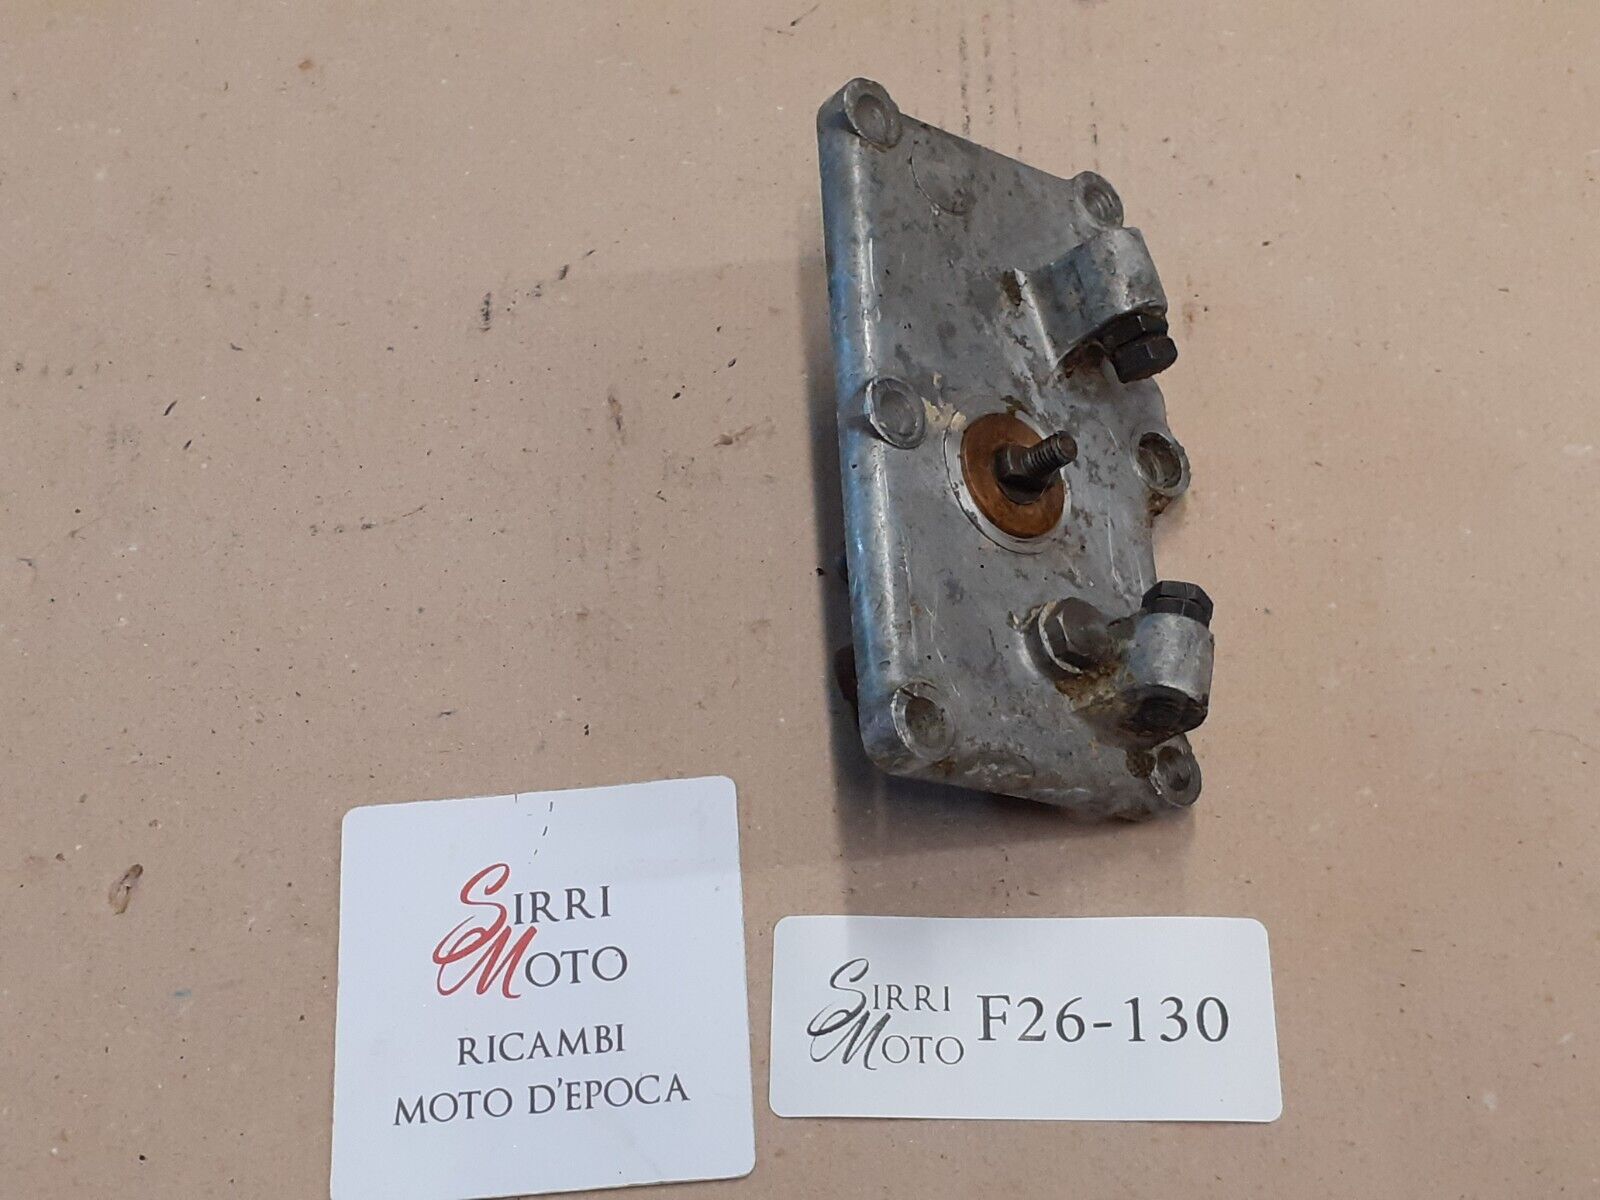 SIRRI
MOTO
RICAMBI
MOTO D'EPOCA
SIRRI
MOTO
F26-130